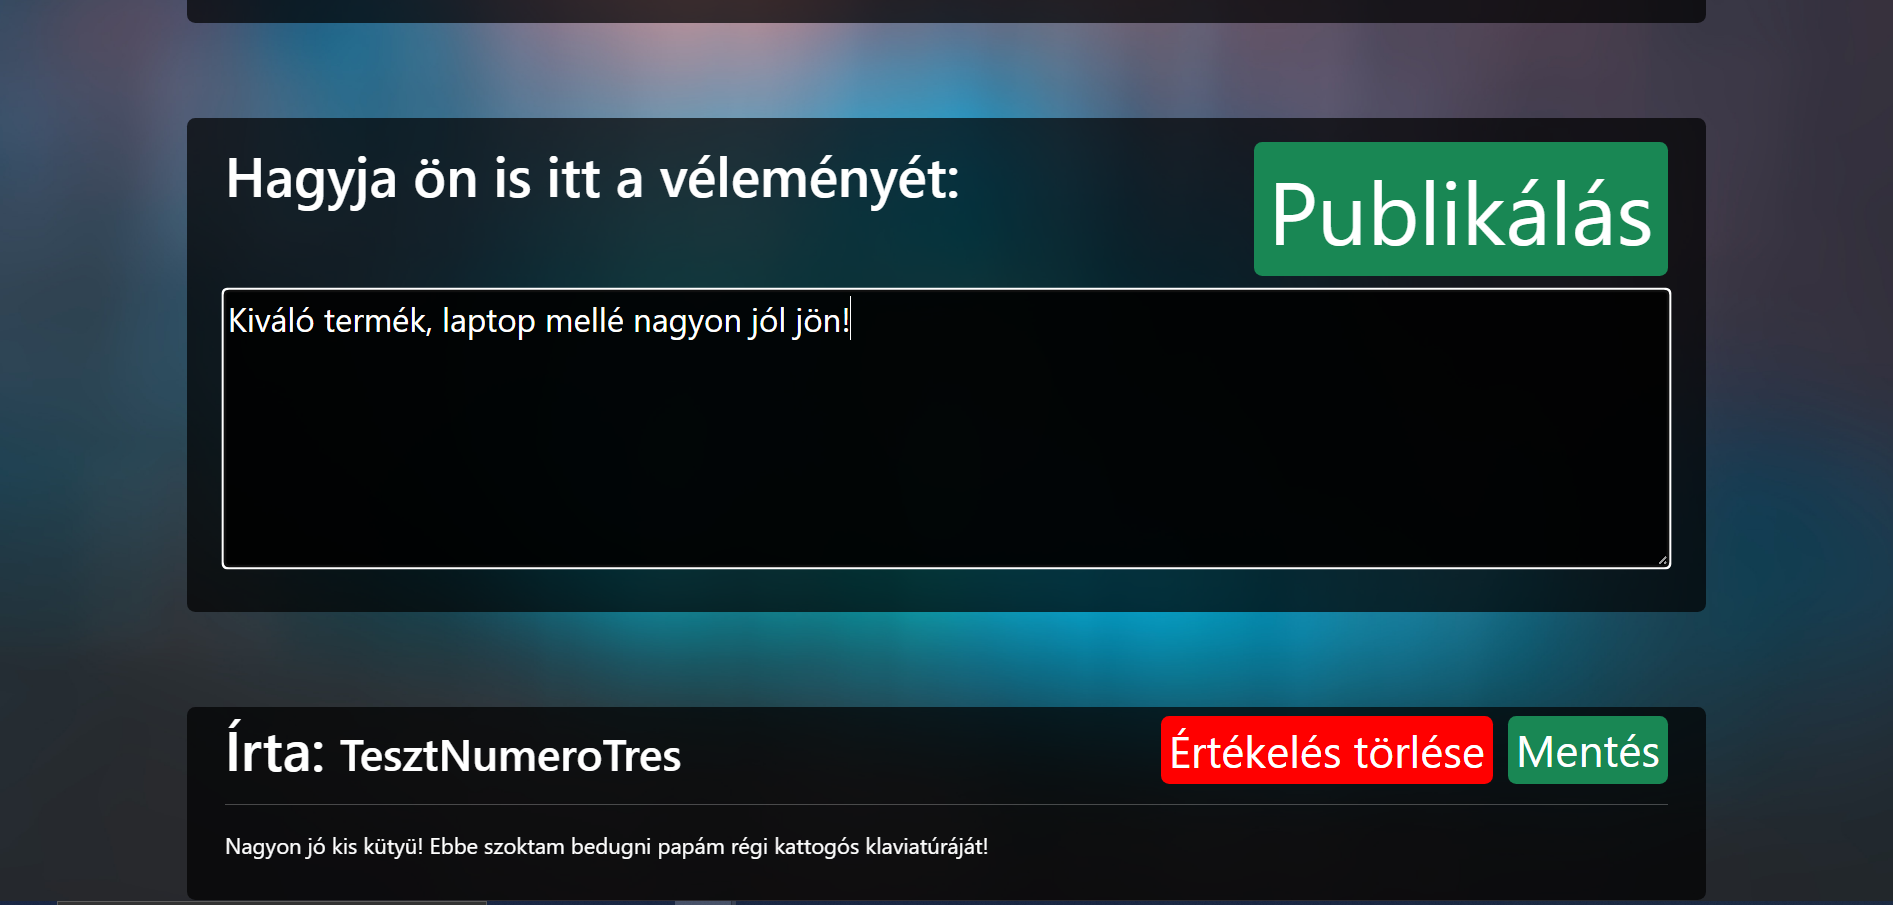 Hagyja ön is itt a véleményét:
Publikálás
Kiváló termék, laptop mellé nagyon jól jön!
Írta: TesztNumeroTres
Értékelés törlése
Mentés
Nagyon jó kis kütyü! Ebbe szoktam bedugni papám régi kattogós klaviatúráját!